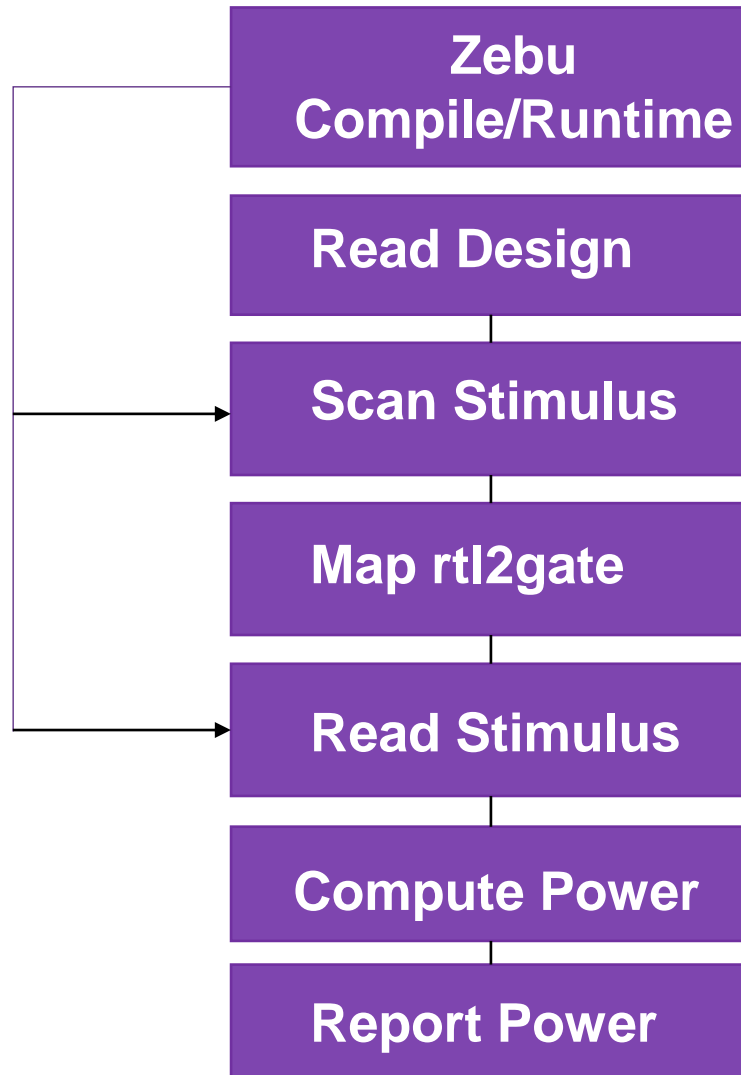 Zebu
Compile/Runtime
Read Design
Scan Stimulus
Map rtl2gate
Read Stimulus
Compute Power
Report Power